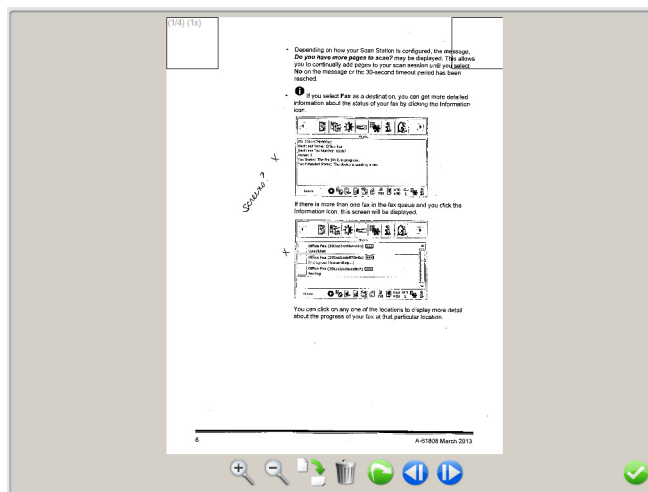 (1/4) (1x)
• Depending on how your Scan Station is configured, the message,
Do you have more pages to scan? may be displayed. This allows
you to continually add pages to your scan session until you select
No on the message or the 30-second timeout period has been
reached.
• If you select Fax as a destination, you can get more detailed
information about the status of your fax by clicking the Information
icon.
Screens?
If there is more than one fax in the fax queue and you click the
Information icon, this screen will be displayed.
Office Fax
Office Fax
Office Fax
You can click on any one of the locations to display more detail
about the progress of your fax at that particular location.
8 A-61808 March 2013